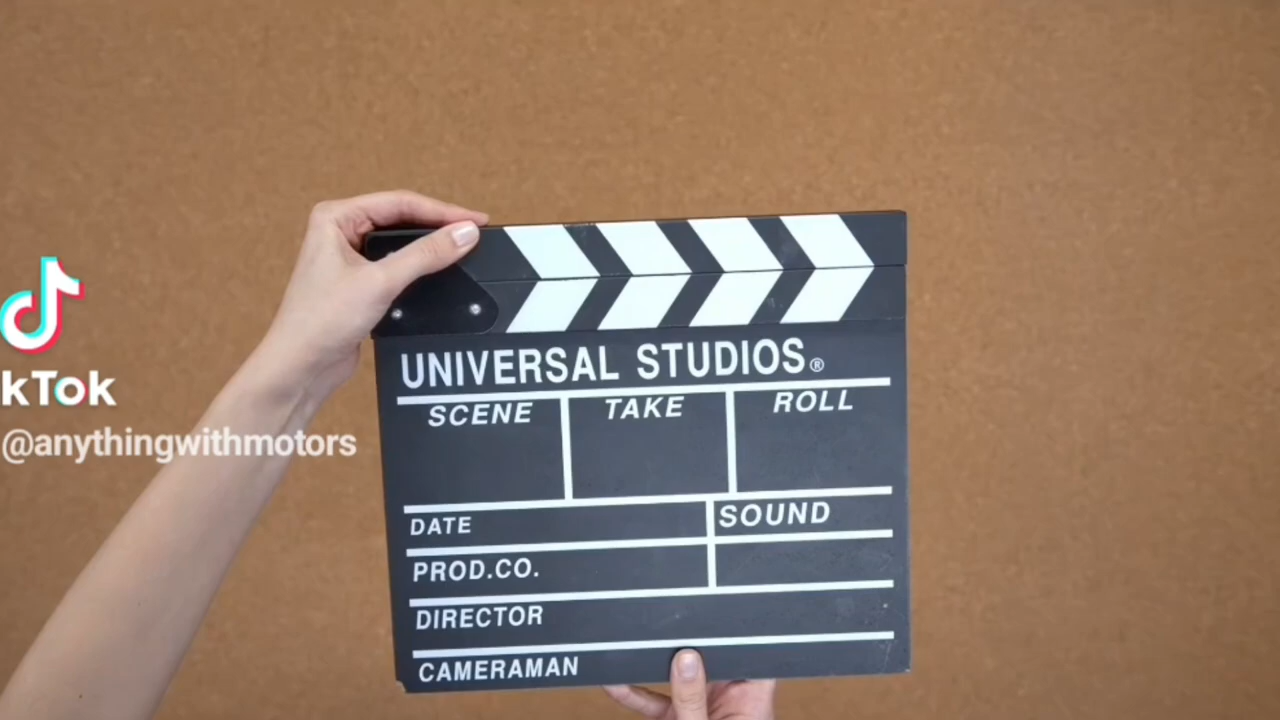 UNIVERSAL STUDIOS®
SCENE TAKE ROLL
DATE SOUND
PROD.CO.
DIRECTOR
CAMERAMAN
kTok
@anythingwithmotors